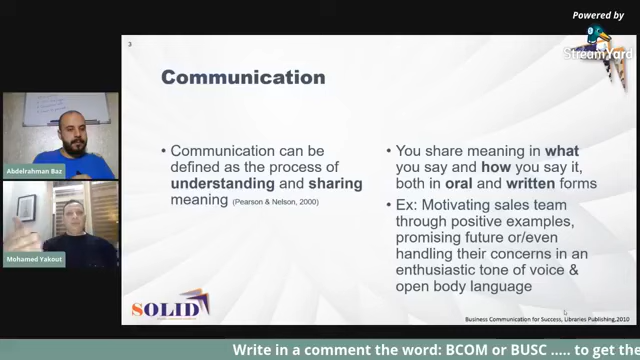 Powered by
StreamYard
3
Communication
• Communication can be
defined as the process of
understanding and sharing
meaning (Pearson & Nelson, 2000)
• You share meaning in what
you say and how you say it,
both in oral and written forms
• Ex: Motivating sales team
through positive examples,
promising future or/even
handling their concerns in an
enthusiastic tone of voice &
open body language
Abdelrahman Baz
Mohamed Yakout
SOLID
Business Communication for Success, Libraries Publishing,2010
Write in a comment the word: BCOM or BUSC ..... to get the